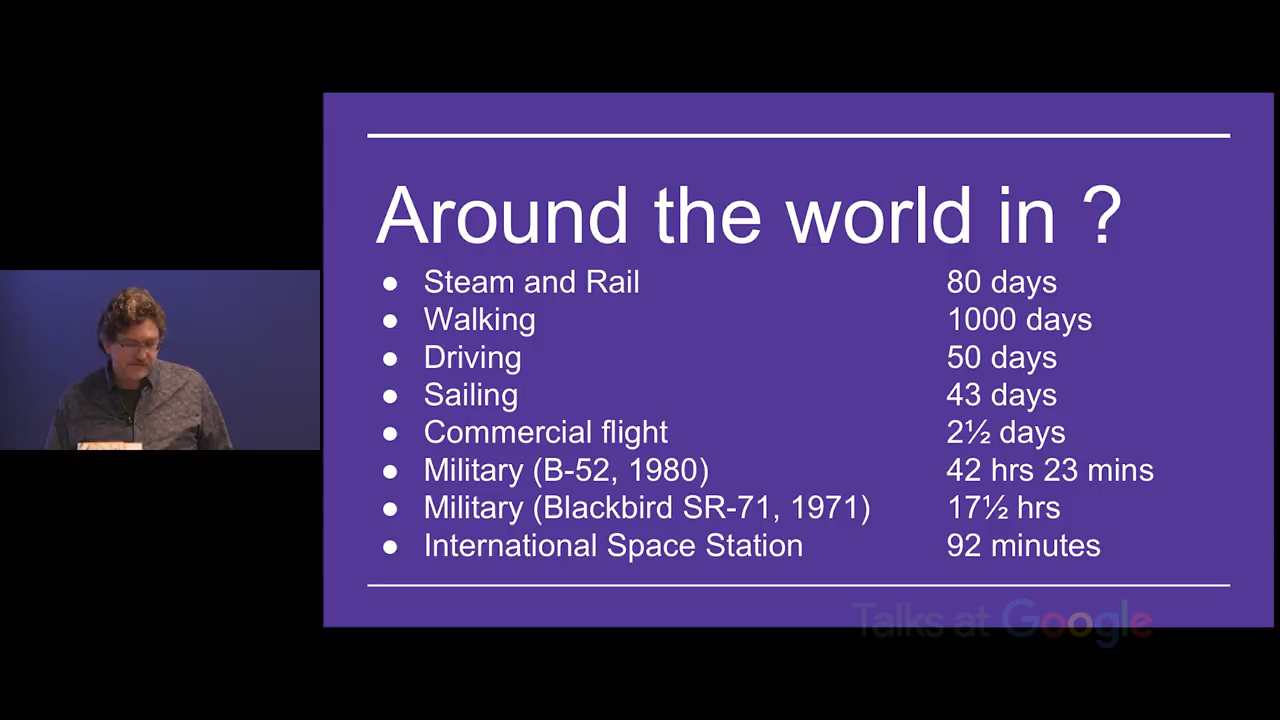 Around the world in ?
● Steam and Rail 80 days
● Walking 1000 days
● Driving 50 days
● Sailing 43 days
● Commercial flight 2½ days
● Military (B-52, 1980) 42 hrs 23 mins
● Military (Blackbird SR-71, 1971) 17½ hrs
● International Space Station 92 minutes
Talks at Google